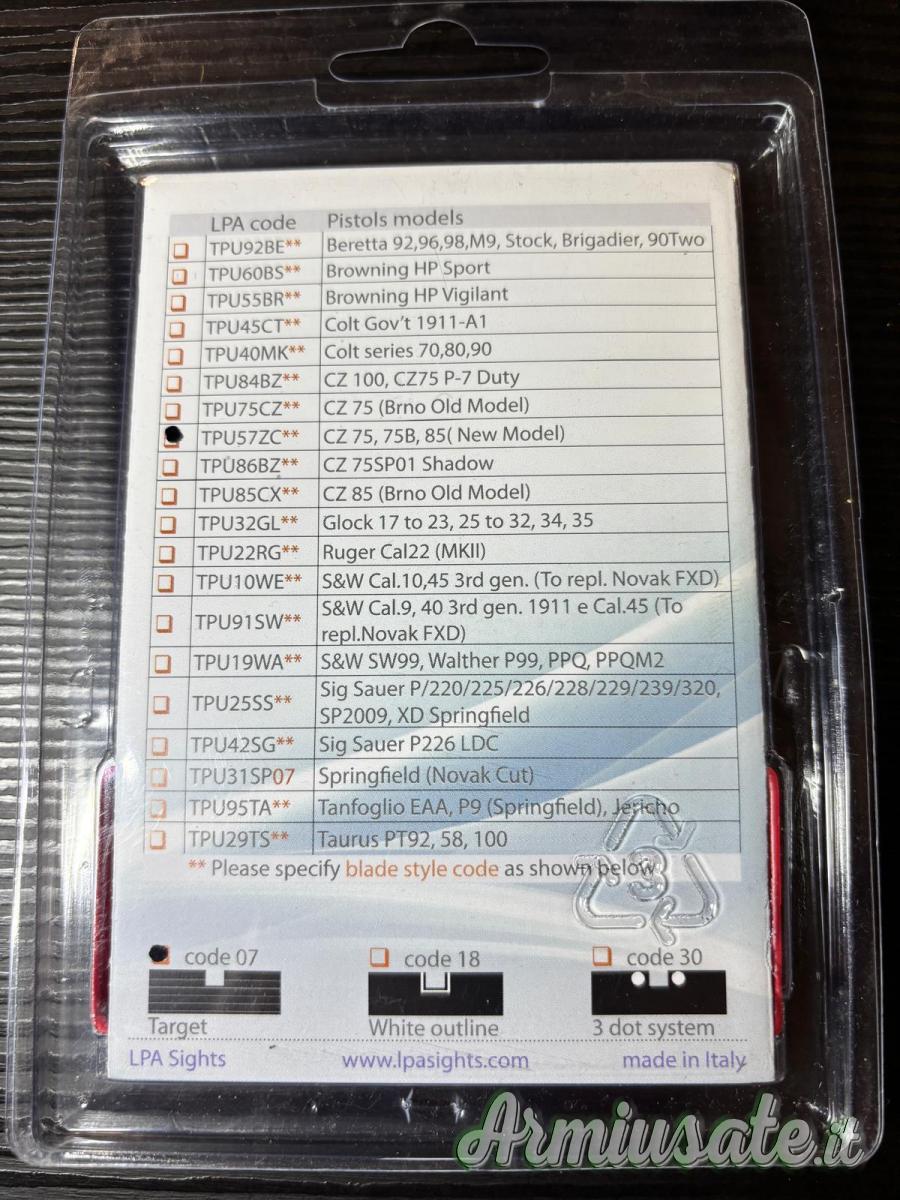 LPA code Pistols models
TPU92BE** Beretta 92,96,98,M9, Stock, Brigadier, 90Two
TPU60BS** Browning HP Sport
TPU55BR** Browning HP Vigilant
TPU45CT** Colt Gov't 1911-A1
TPU40MK** Colt series 70,80,90
TPU84BZ** CZ 100, CZ75 P-7 Duty
TPU75CZ** CZ 75 (Brno Old Model)
TPU57ZC** CZ 75, 75B, 85( New Model)
TPU86BZ** CZ 75SP01 Shadow
TPU85CX** CZ 85 (Brno Old Model)
TPU32GL** Glock 17 to 23, 25 to 32, 34, 35
TPU22RG** Ruger Cal22 (MKII)
TPU10WE** S&W Cal.10,45 3rd gen. (To repl. Novak FXD)
TPU91SW** S&W Cal.9, 40 3rd gen. 1911 e Cal.45 (To
repl.Novak FXD)
TPU19WA** S&W SW99, Walther P99, PPQ, PPQM2
TPU25SS** Sig Sauer P/220/225/226/228/229/239/320,
SP2009, XD Springfield
TPU42SG** Sig Sauer P226 LDC
TPU31SP07 Springfield (Novak Cut)
TPU95TA** Tanfoglio EAA, P9 (Springfield), Jericho
TPU29TS** Taurus PT92, 58, 100
** Please specify blade style code as shown below
3
code 07 code 18 code 30
Target White outline 3 dot system
LPA Sights www.lpasights.com made in Italy
Armiusate.it